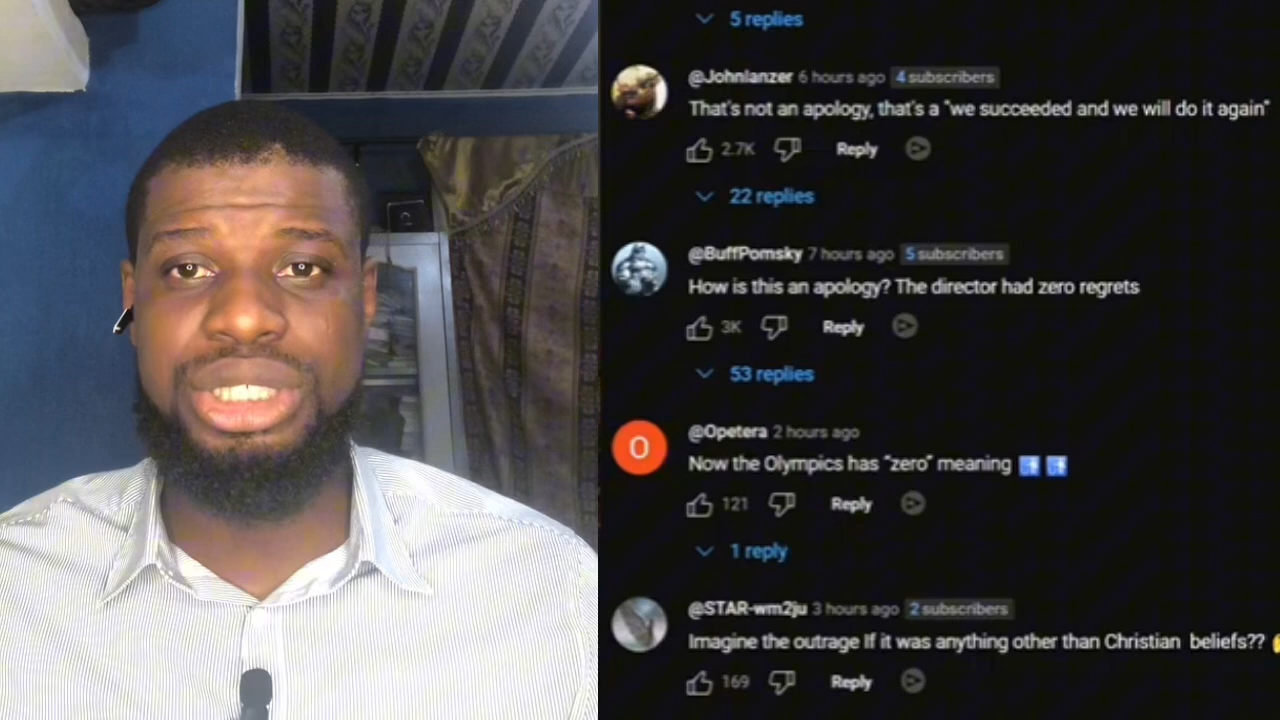 5 replies
@Johnlanzer 6 hours ago 4 subscribers
That's not an apology, that's a "we succeeded and we will do it again"
2.7K Reply
22 replies
@BuffPomsky 7 hours ago 5 subscribers
How is this an apology? The director had zero regrets
3K Reply
53 replies
O
@Opetera 2 hours ago
Now the Olympics has "zero" meaning 🚮 🚮
121 Reply
1 reply
@STAR-wm2ju 3 hours ago 2 subscribers
Imagine the outrage If it was anything other than Christian beliefs??
169 Reply